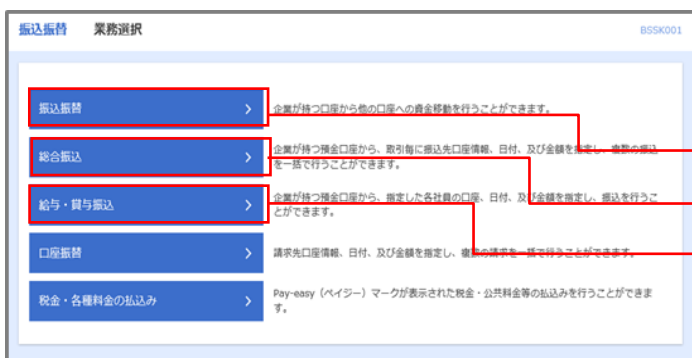 振込振替 業務選択
BSSK001
振込振替
企業が持つ口座から他の口座への資金移動を行うことができます。
総合振込
企業が持つ預金口座から、取引毎に振込先口座情報、日付、及び金額を指定し、複数の振込
を一括で行うことができます。
給与・賞与振込
企業が持つ預金口座から、指定した各社員の口座、日付、及び金額を指定し、振込を行うこ
とができます。
口座振替
請求先口座情報、日付、及び金額を指定し、複数の請求を一括で行うことができます。
税金・各種料金の払込み
Pay-easy（ペイジー）マークが表示された税金・公共料金等の払込みを行うことができま
す。